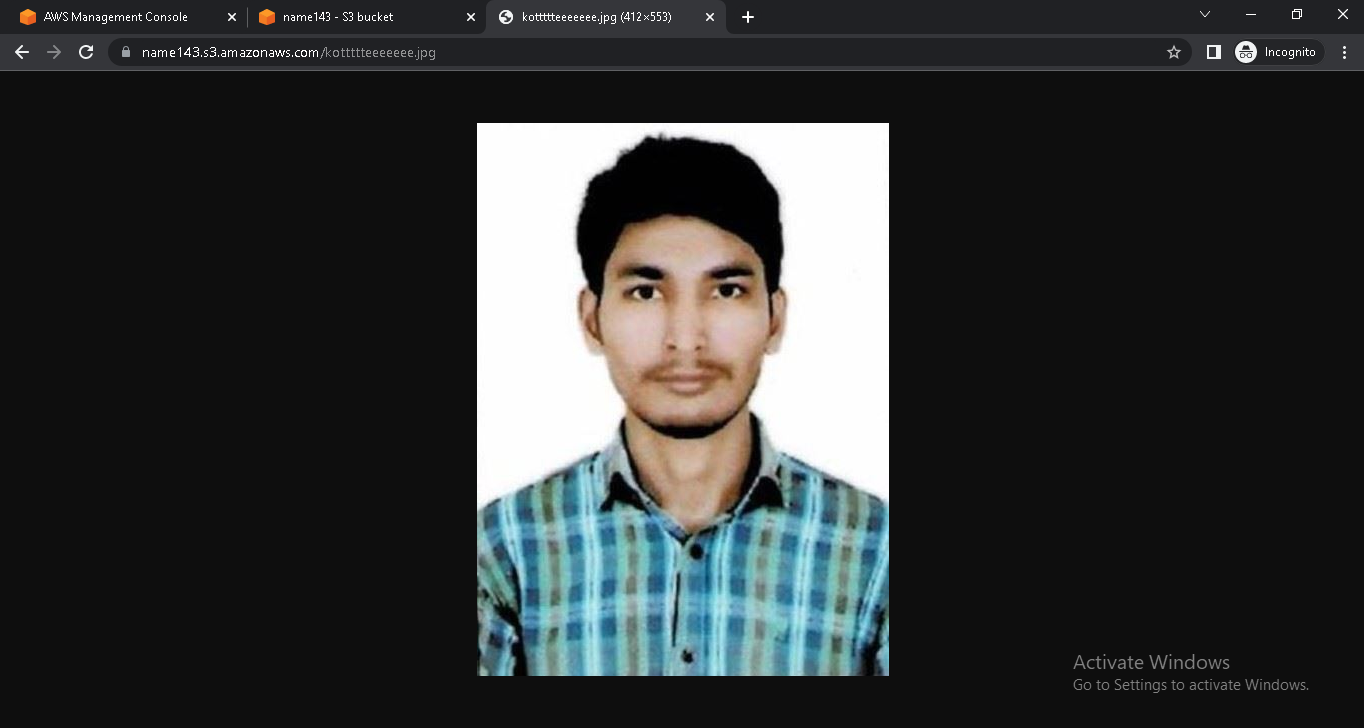 AWS Management Console
name143 - S3 bucket
kottttteeeeeee.jpg (412×553)
name143.s3.amazonaws.com/kottttteeeeeee.jpg
Incognito
Activate Windows
Go to Settings to activate Windows.